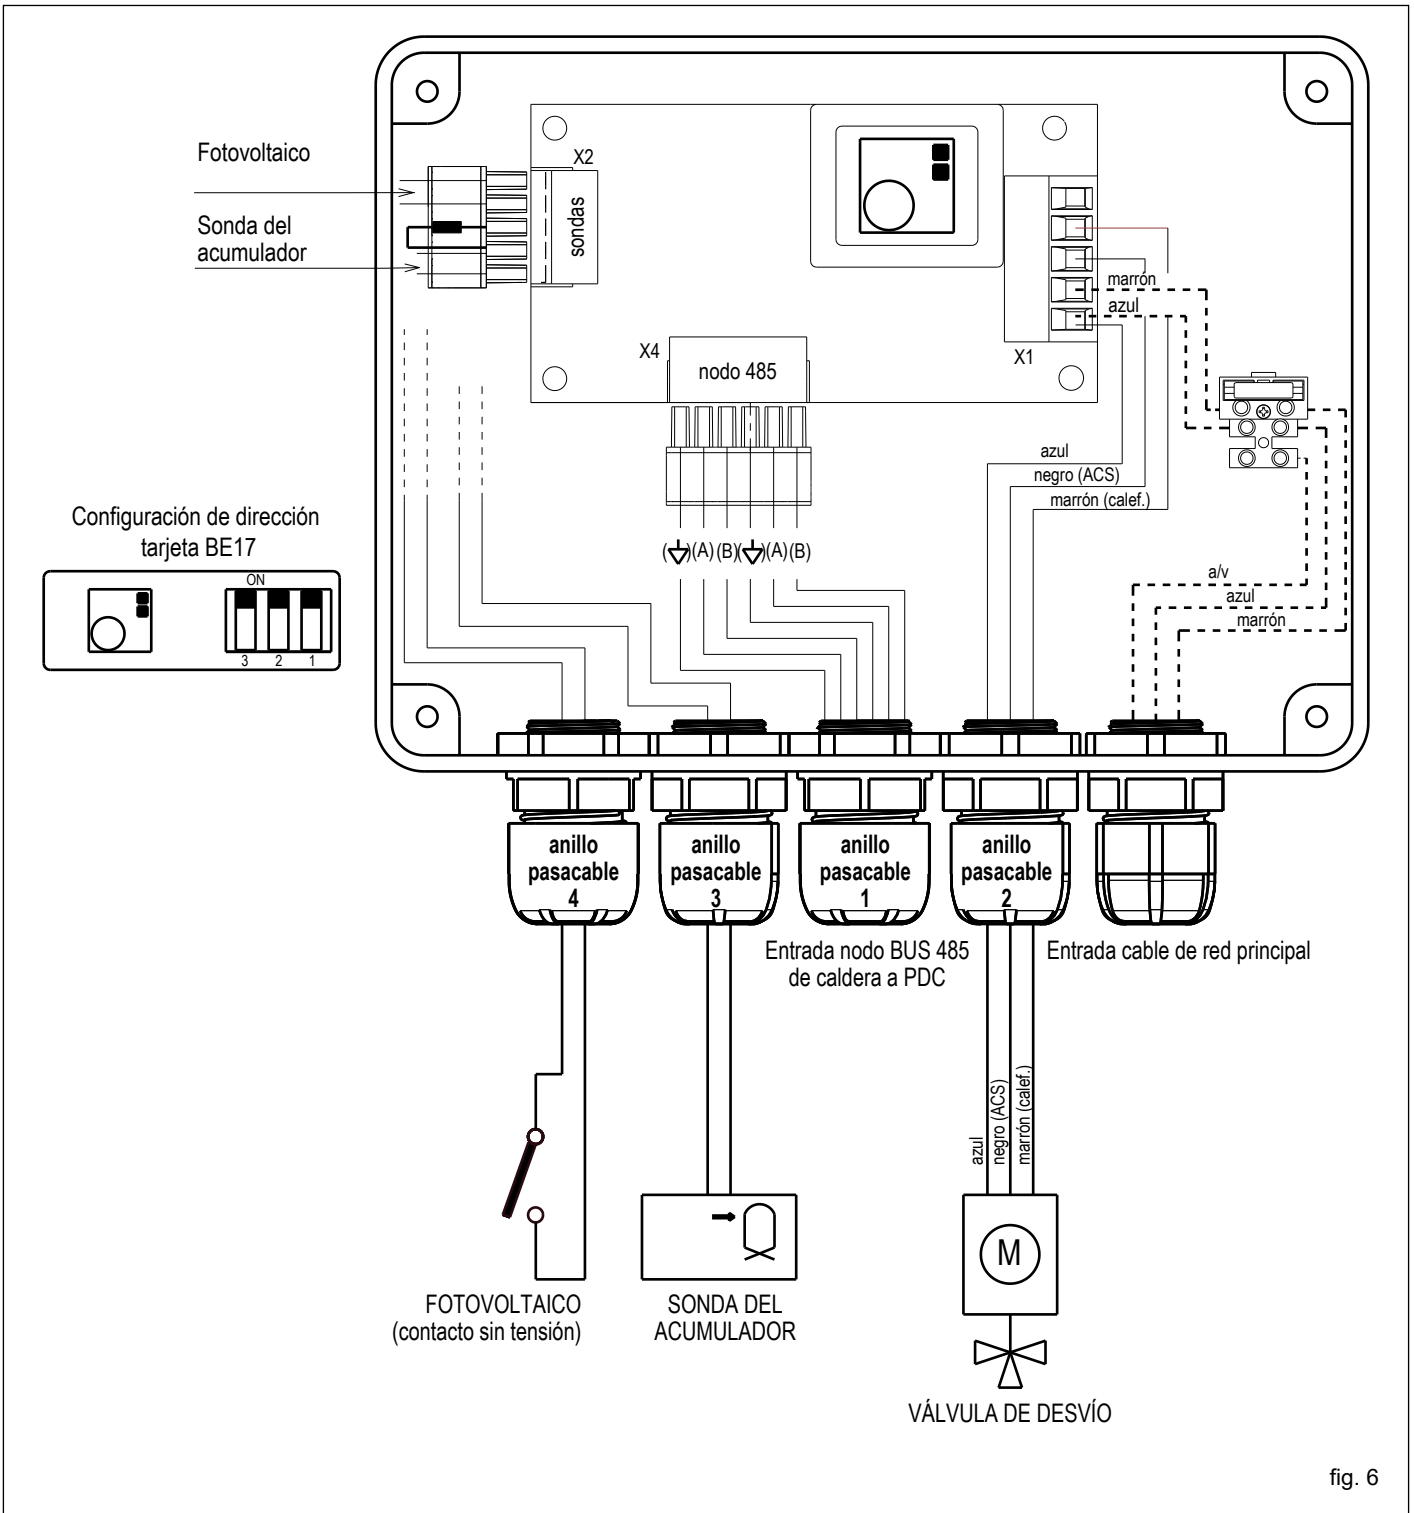 Fotovoltaico
Sonda del
acumulador
X2
sondas
X4
nodo 485
X1
marrón
azul
azul
negro (ACS)
marrón (calef.)
( )(A) (B)( )(A)(B)
a/v
azul
marrón
Configuración de dirección
tarjeta BE17
ON
3 2 1
anillo
pasacable
4
anillo
pasacable
3
anillo
pasacable
1
anillo
pasacable
2
Entrada nodo BUS 485
de caldera a PDC
Entrada cable de red principal
azul
negro (ACS)
marrón (calef.)
M
FOTOVOLTAICO
(contacto sin tensión)
SONDA DEL
ACUMULADOR
VÁLVULA DE DESVÍO
fig. 6